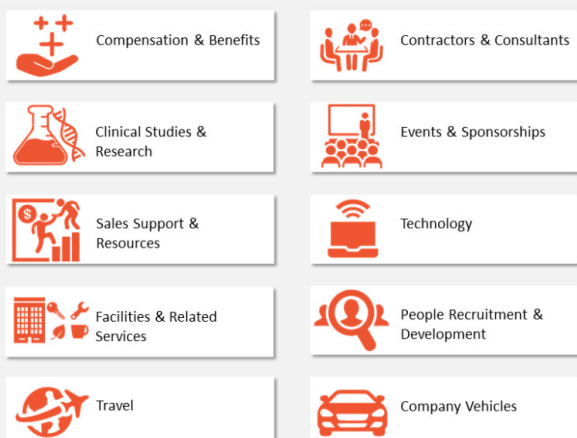 Compensation & Benefits
Contractors & Consultants
Clinical Studies &
Research
Events & Sponsorships
Sales Support &
Resources
Technology
Facilities & Related
Services
People Recruitment &
Development
Travel
Company Vehicles
$